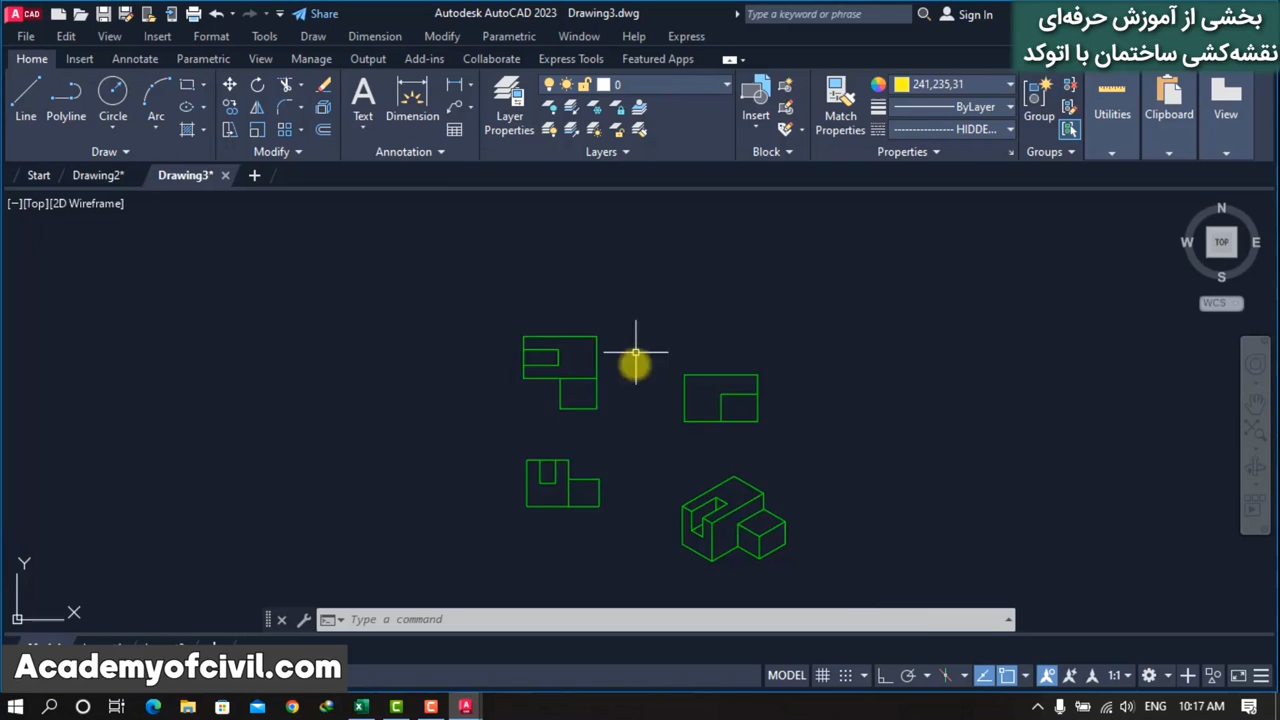 CAD
Share
Autodesk AutoCAD 2023 Drawing3.dwg
Type a keyword or phrase
Sign In
بخشی از آموزش حرفه‌ای
نقشه‌کشی ساختمان با اتوکد
File Edit View Insert Format Tools Draw Dimension Modify Parametric Window Help Express
Home Insert Annotate Parametric View Manage Output Add-ins Collaborate Express Tools Featured Apps
0
241,235,31
ByLayer
HIDDE...
Line Polyline Circle Arc
Text Dimension
Layer Properties
Insert
Match Properties
Group
Utilities Clipboard View
Draw Modify Annotation Layers Block Properties Groups
Start Drawing2* Drawing3*
[−][Top][2D Wireframe]
N
W TOP E
S
WCS
Y
X
Type a command
Academyofcivil.com
MODEL 1:1
ENG 10:17 AM